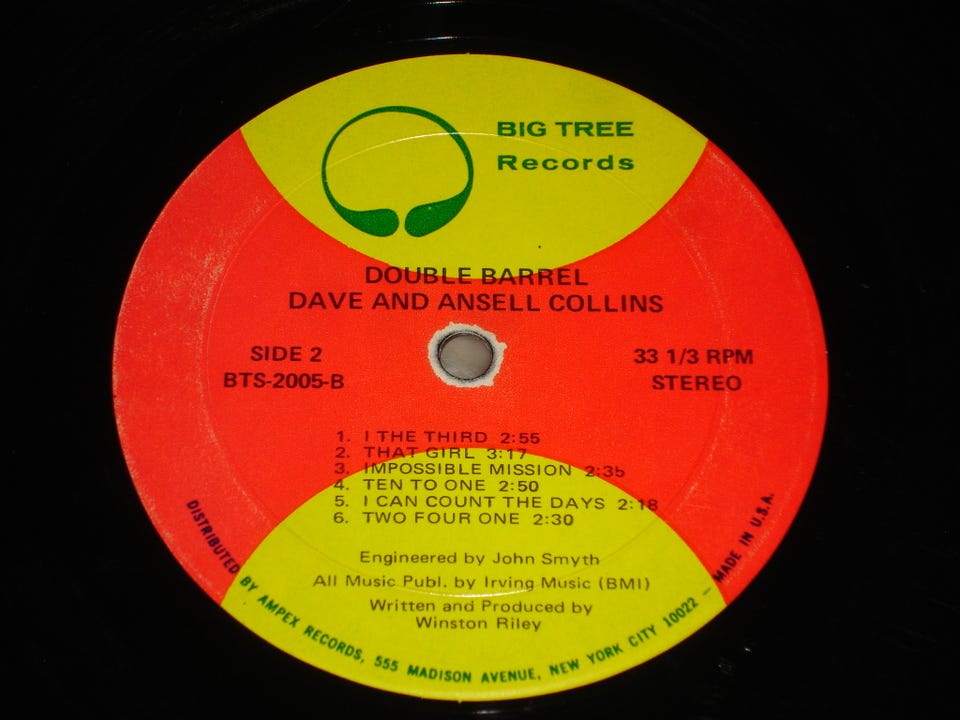 BIG TREE
Records
DOUBLE BARREL
DAVE AND ANSELL COLLINS
SIDE 2
BTS-2005-B
33 1/3 RPM
STEREO
1. I THE THIRD 2:55
2. THAT GIRL 3:17
3. IMPOSSIBLE MISSION 2:35
4. TEN TO ONE 2:50
5. I CAN COUNT THE DAYS 2:18
6. TWO FOUR ONE 2:30
Engineered by John Smyth
All Music Publ. by Irving Music (BMI)
Written and Produced by
Winston Riley
DISTRIBUTED BY AMPEX RECORDS, 555 MADISON AVENUE, NEW YORK CITY 10022 — MADE IN U.S.A.